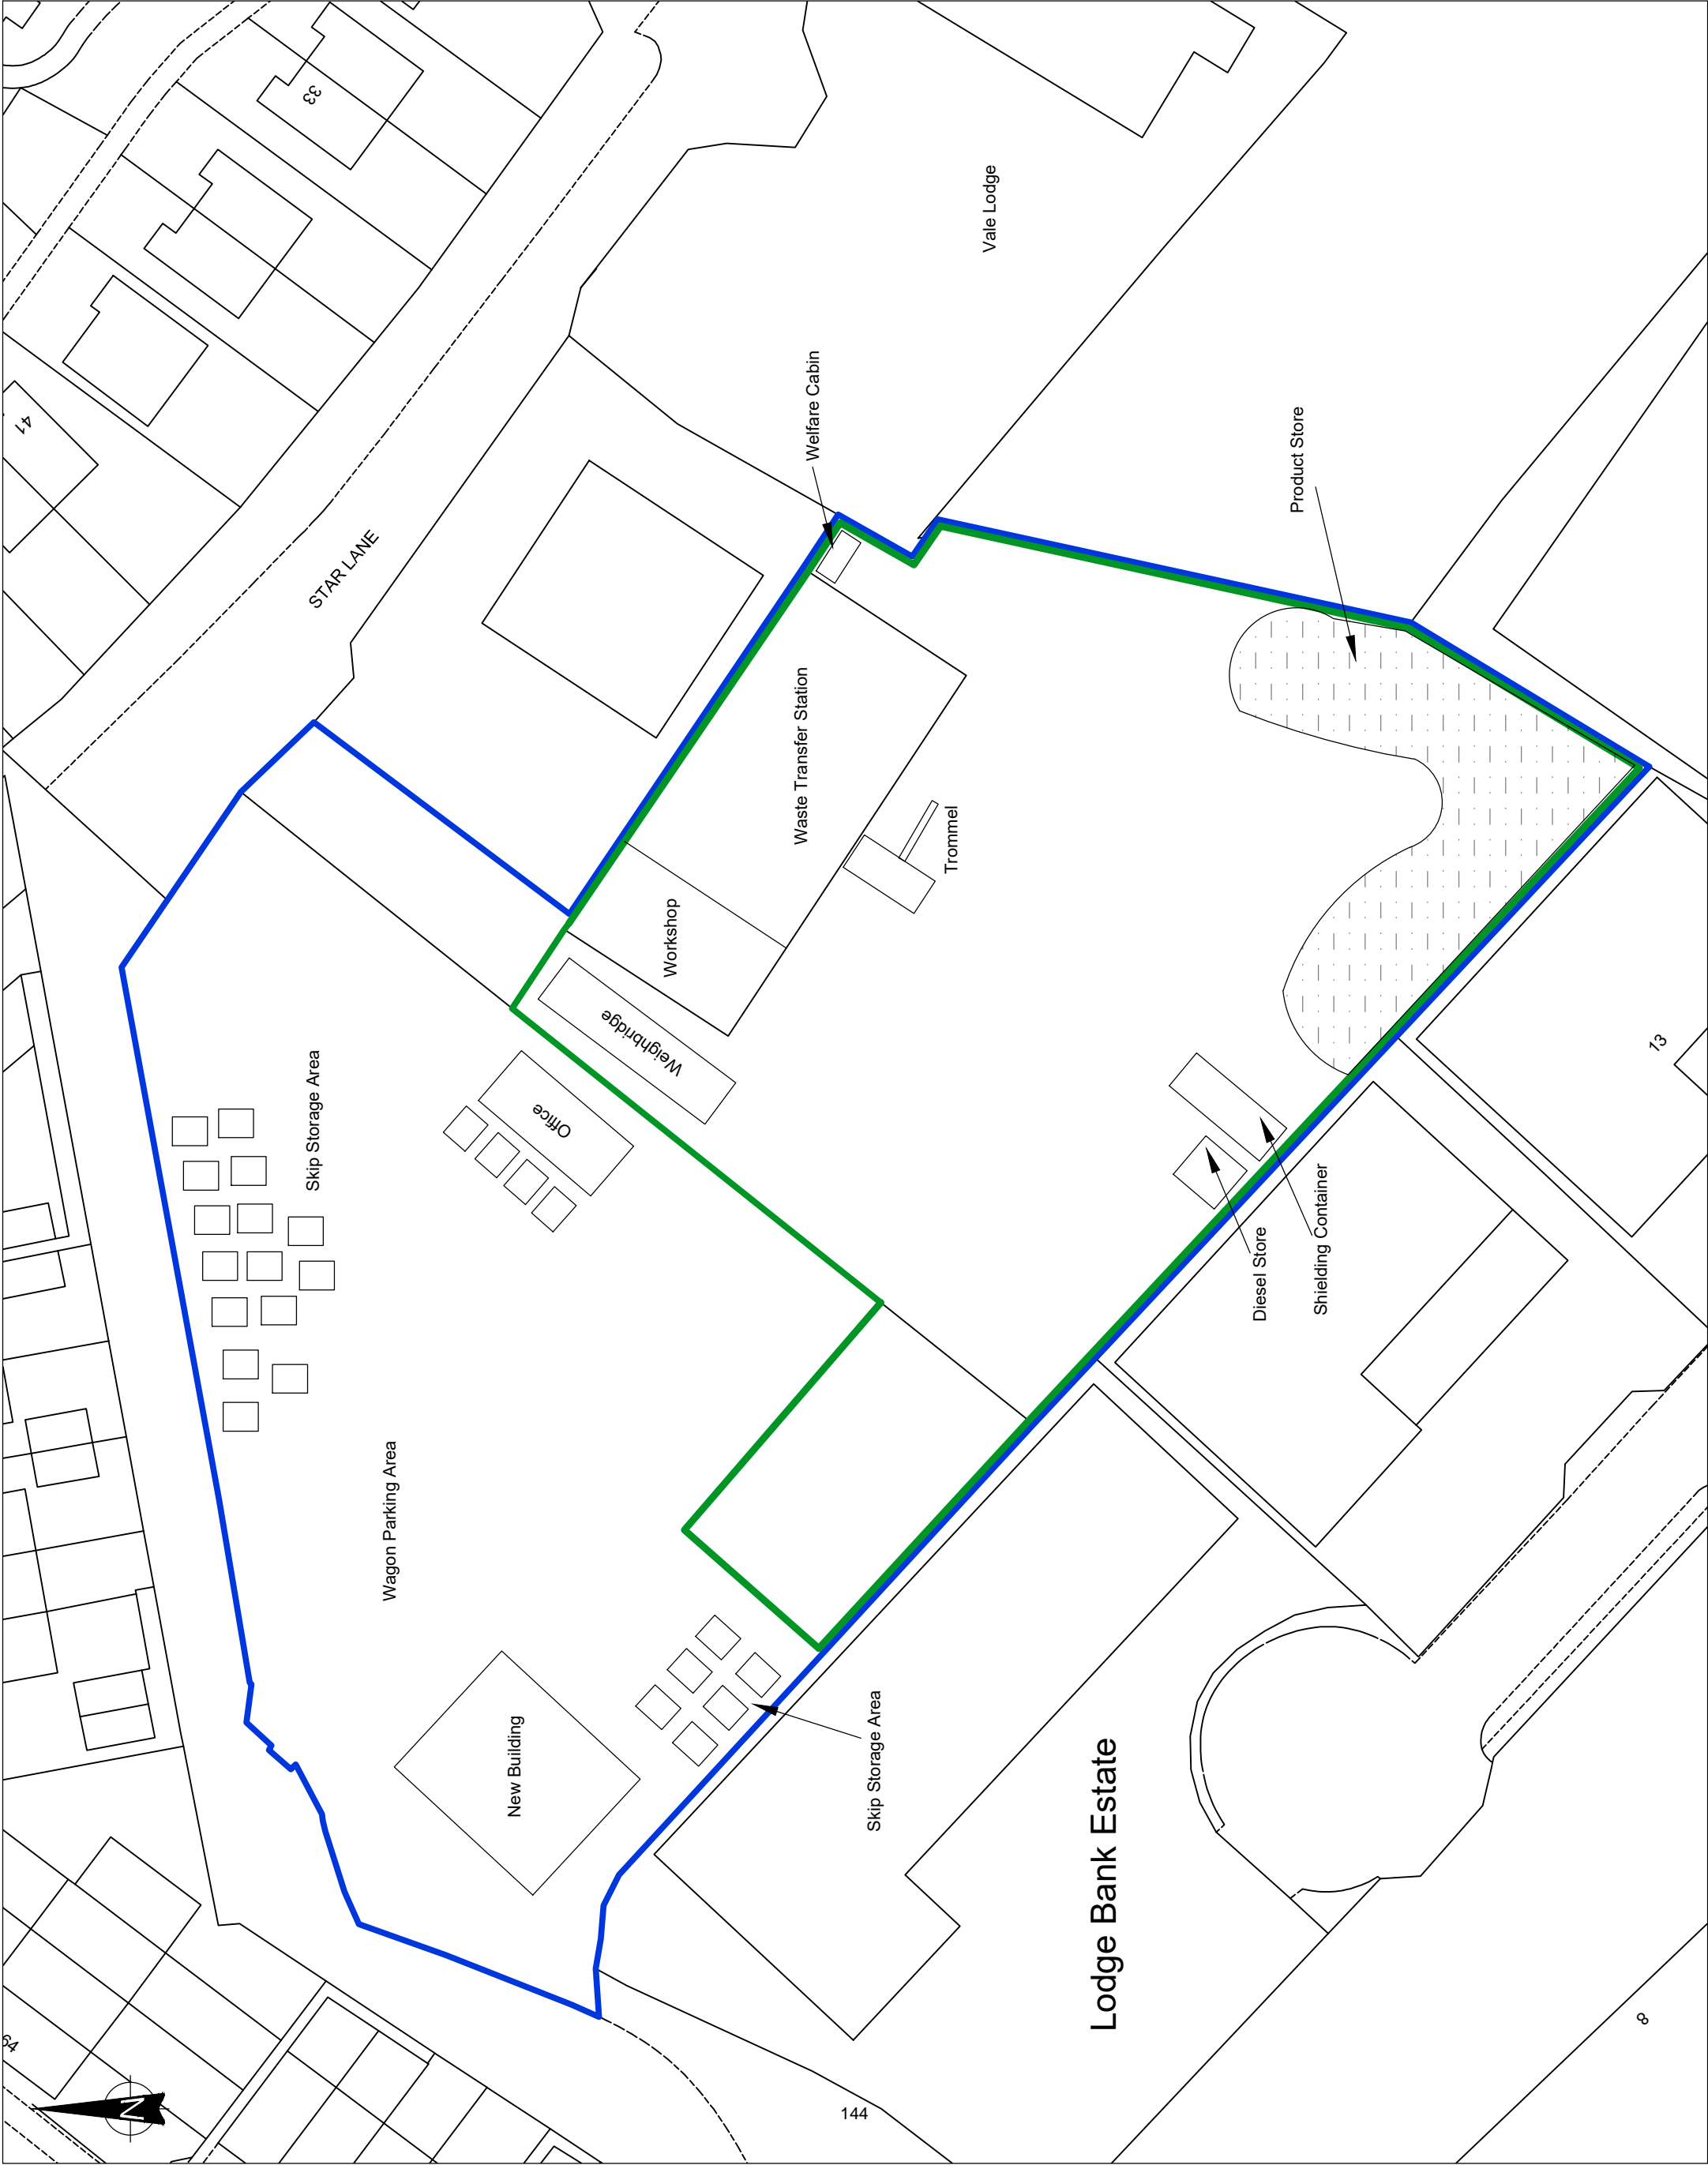 33
41
STAR LANE
Vale Lodge
Welfare Cabin
Product Store
Waste Transfer Station
Trommel
Workshop
Weighbridge
Office
Skip Storage Area
Wagon Parking Area
13
Diesel Store
Shielding Container
New Building
Skip Storage Area
Lodge Bank Estate
64
N
144
8